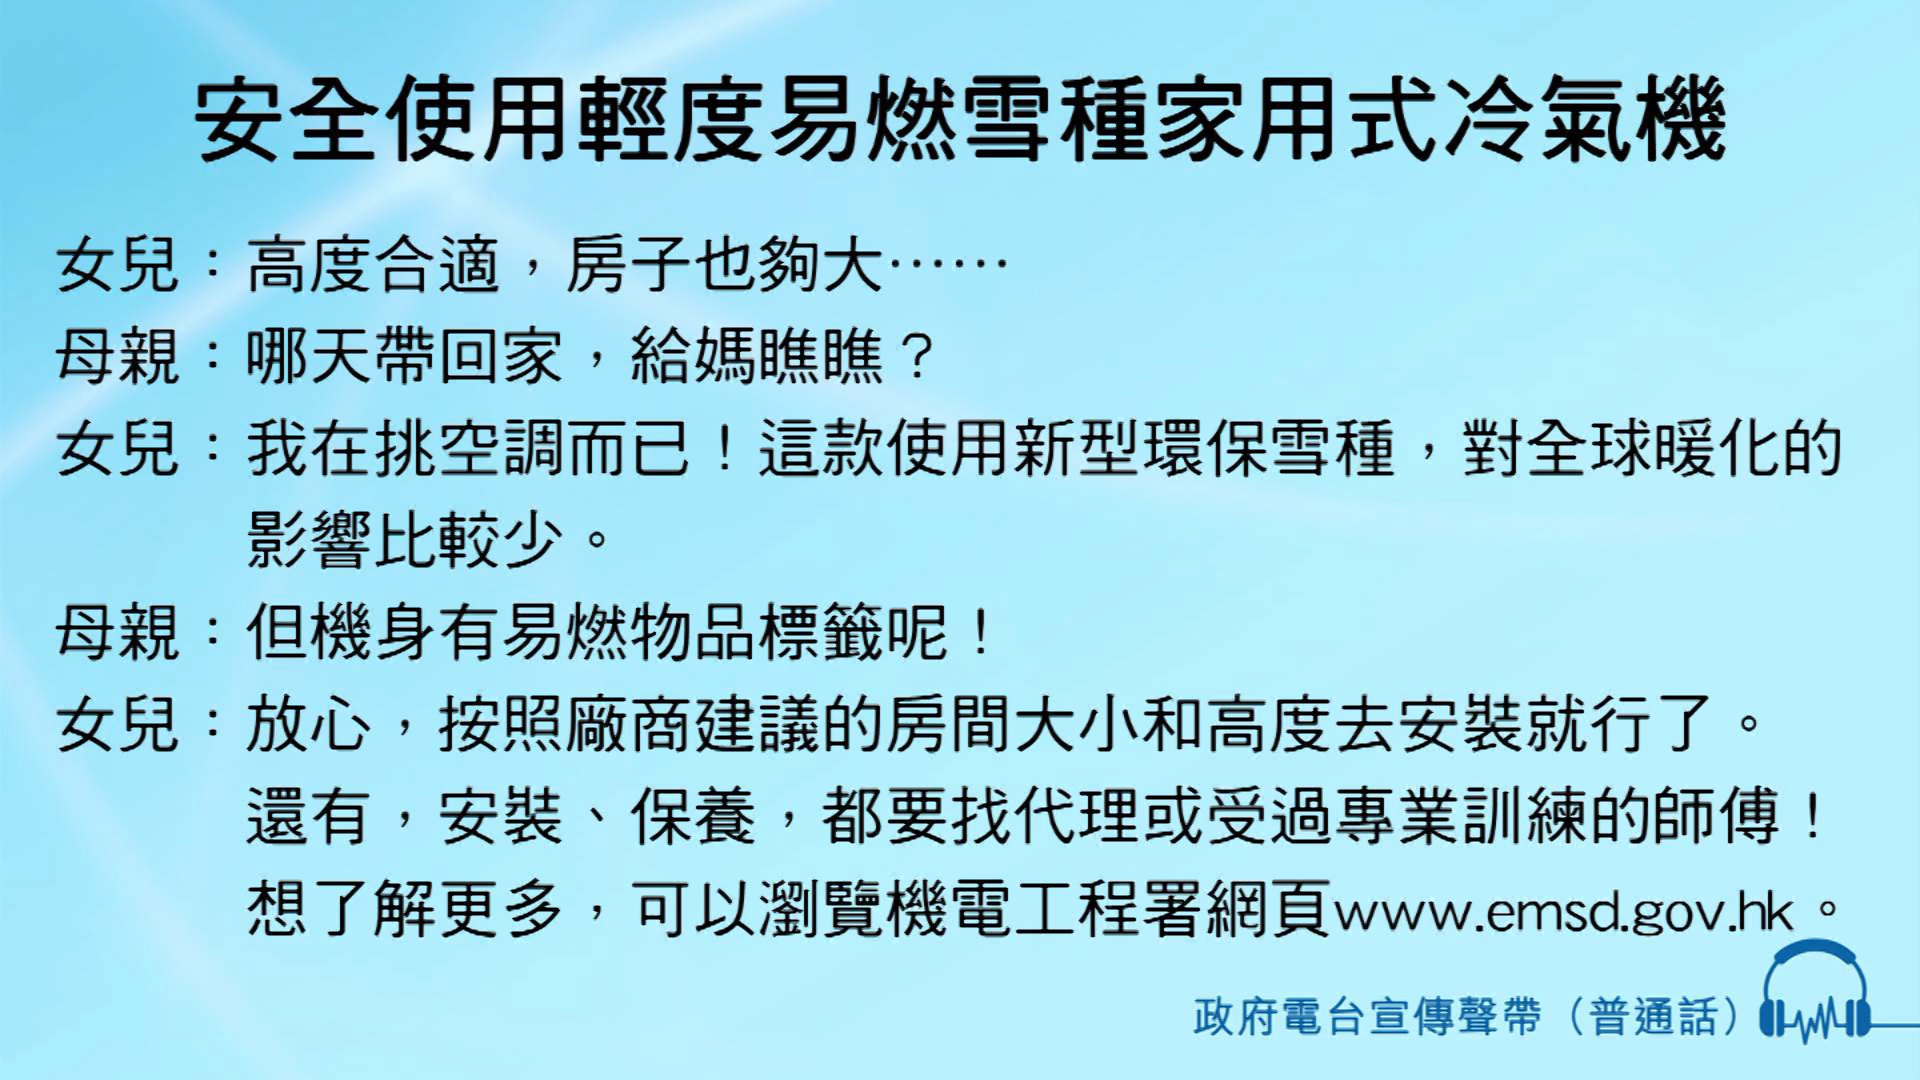 安全使用輕度易燃雪種家用式冷氣機
女兒：高度合適，房子也夠大⋯⋯
母親：哪天帶回家，給媽瞧瞧？
女兒：我在挑空調而已！這款使用新型環保雪種，對全球暖化的
影響比較少。
母親：但機身有易燃物品標籤呢！
女兒：放心，按照廠商建議的房間大小和高度去安裝就行了。
還有，安裝、保養，都要找代理或受過專業訓練的師傅！
想了解更多，可以瀏覽機電工程署網頁www.emsd.gov.hk。
政府電台宣傳聲帶（普通話）